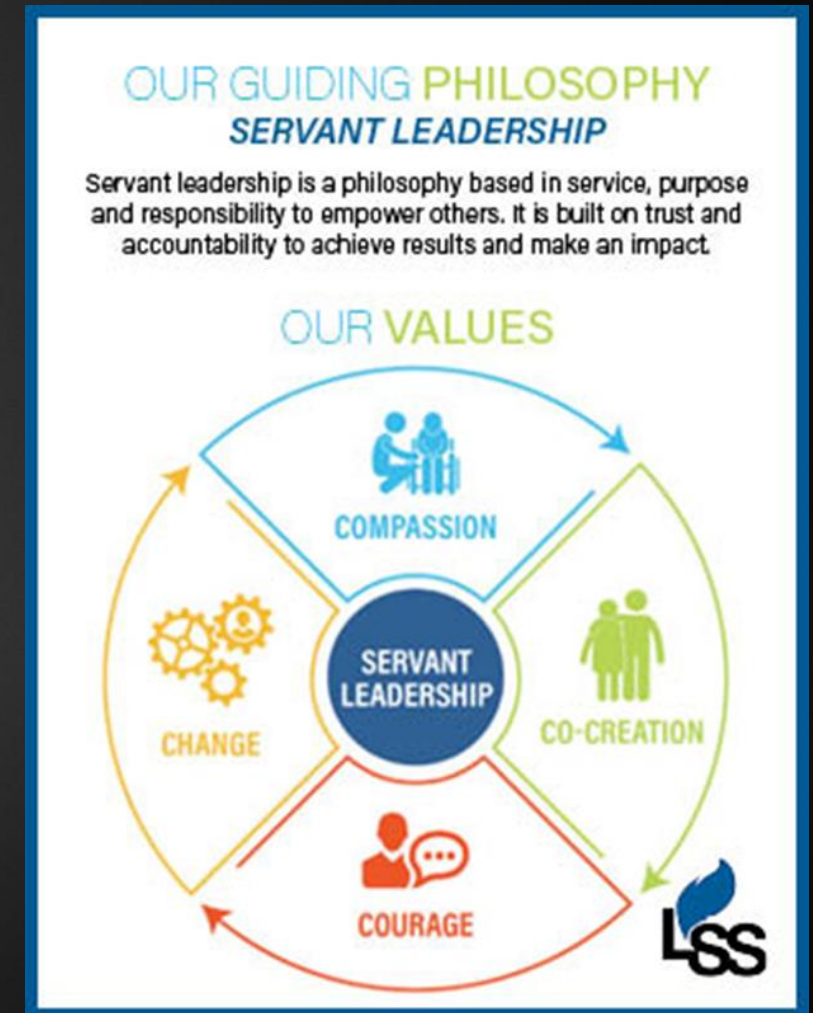 OUR GUIDING PHILOSOPHY
SERVANT LEADERSHIP
Servant leadership is a philosophy based in service, purpose
and responsibility to empower others. It is built on trust and
accountability to achieve results and make an impact.
OUR VALUES
COMPASSION
SERVANT
LEADERSHIP
CO-CREATION
CHANGE
COURAGE
LSS